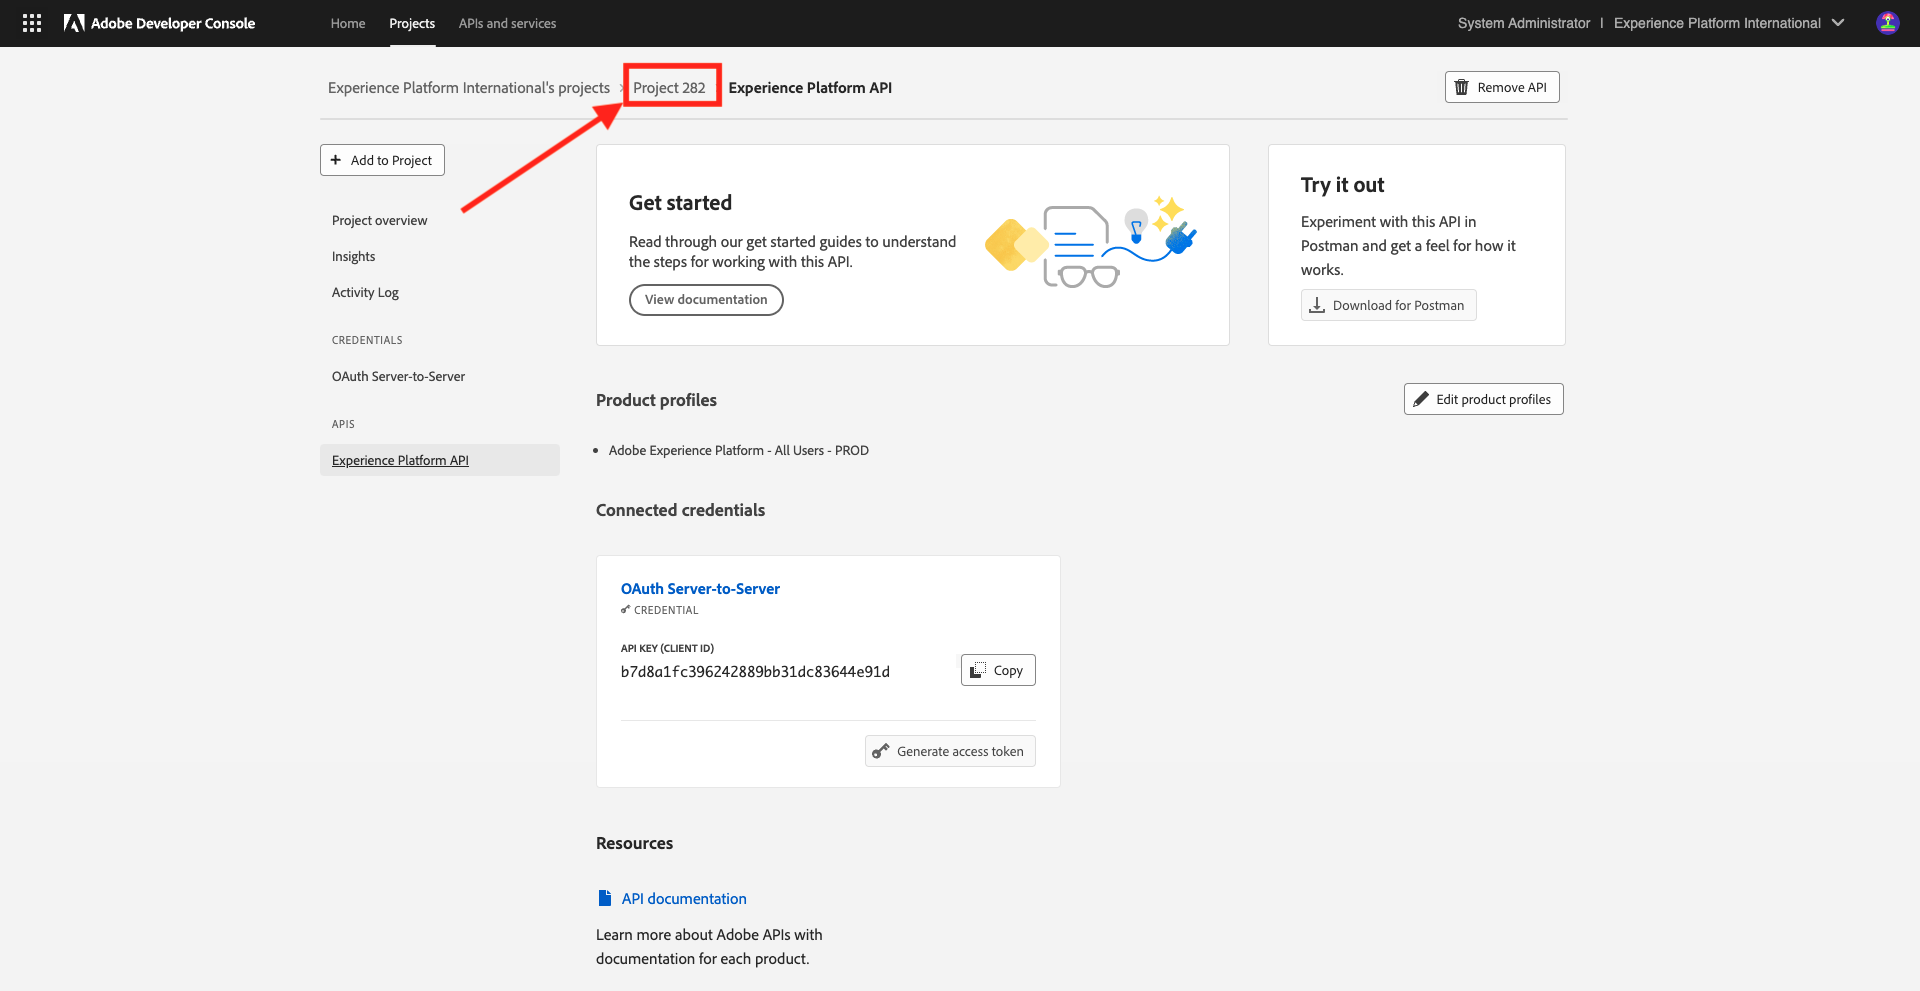 Adobe Developer Console
Home
Projects
APIs and services
System Administrator | Experience Platform International
Experience Platform International's projects > Project 282 Experience Platform API
Remove API
+ Add to Project
Project overview
Insights
Activity Log
CREDENTIALS
OAuth Server-to-Server
APIS
Experience Platform API
Get started
Read through our get started guides to understand
the steps for working with this API.
View documentation
Try it out
Experiment with this API in
Postman and get a feel for how it
works.
Download for Postman
Product profiles
Edit product profiles
• Adobe Experience Platform - All Users - PROD
Connected credentials
OAuth Server-to-Server
CREDENTIAL
API KEY (CLIENT ID)
b7d8a1fc396242889bb31dc83644e91d
Copy
Generate access token
Resources
API documentation
Learn more about Adobe APIs with
documentation for each product.